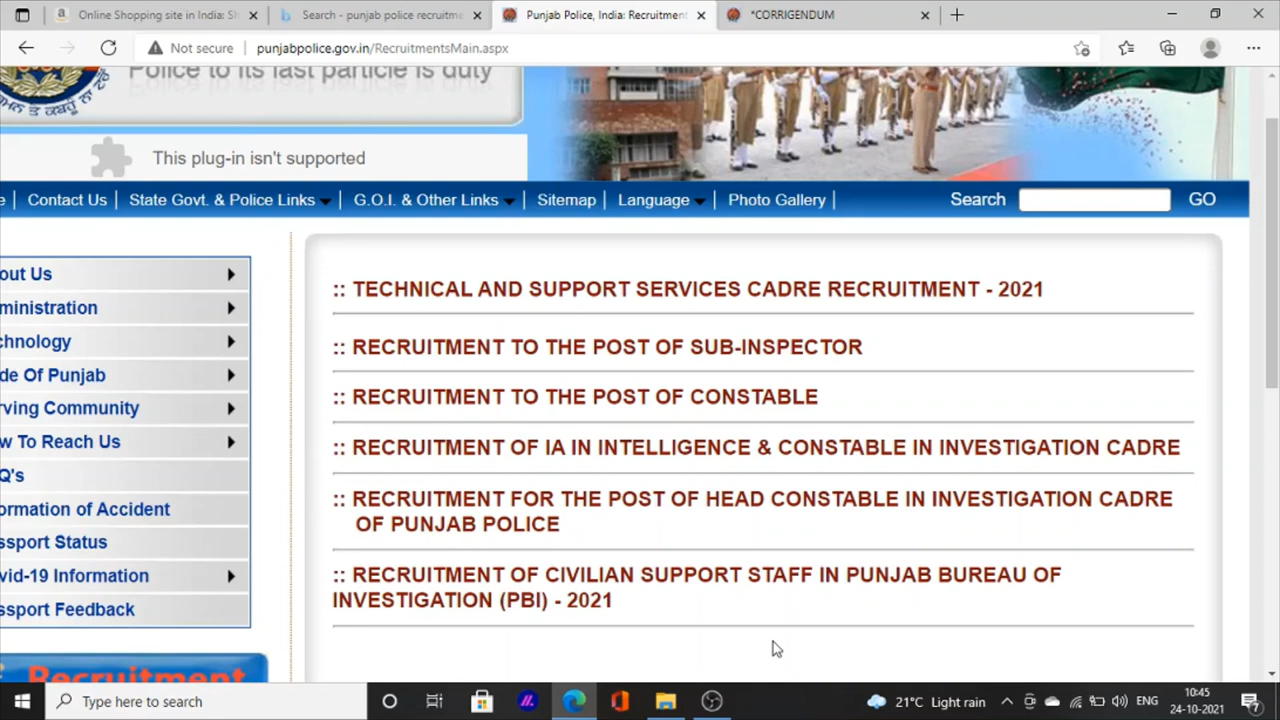 Online Shopping site in India: Sh
Search - punjab police recruitme
Punjab Police, India: Recruitment
*CORRIGENDUM
Not secure
punjabpolice.gov.in/RecruitmentsMain.aspx
Police to its last particle is duty
This plug-in isn't supported
e | Contact Us | State Govt. & Police Links | G.O.I. & Other Links | Sitemap | Language | Photo Gallery | Search GO
out Us
ministration
chnology
de Of Punjab
rving Community
w To Reach Us
Q's
ormation of Accident
ssport Status
vid-19 Information
ssport Feedback
Recruitment
:: TECHNICAL AND SUPPORT SERVICES CADRE RECRUITMENT - 2021
:: RECRUITMENT TO THE POST OF SUB-INSPECTOR
:: RECRUITMENT TO THE POST OF CONSTABLE
:: RECRUITMENT OF IA IN INTELLIGENCE & CONSTABLE IN INVESTIGATION CADRE
:: RECRUITMENT FOR THE POST OF HEAD CONSTABLE IN INVESTIGATION CADRE
OF PUNJAB POLICE
:: RECRUITMENT OF CIVILIAN SUPPORT STAFF IN PUNJAB BUREAU OF
INVESTIGATION (PBI) - 2021
Type here to search
21°C Light rain
ENG
10:45
24-10-2021
7